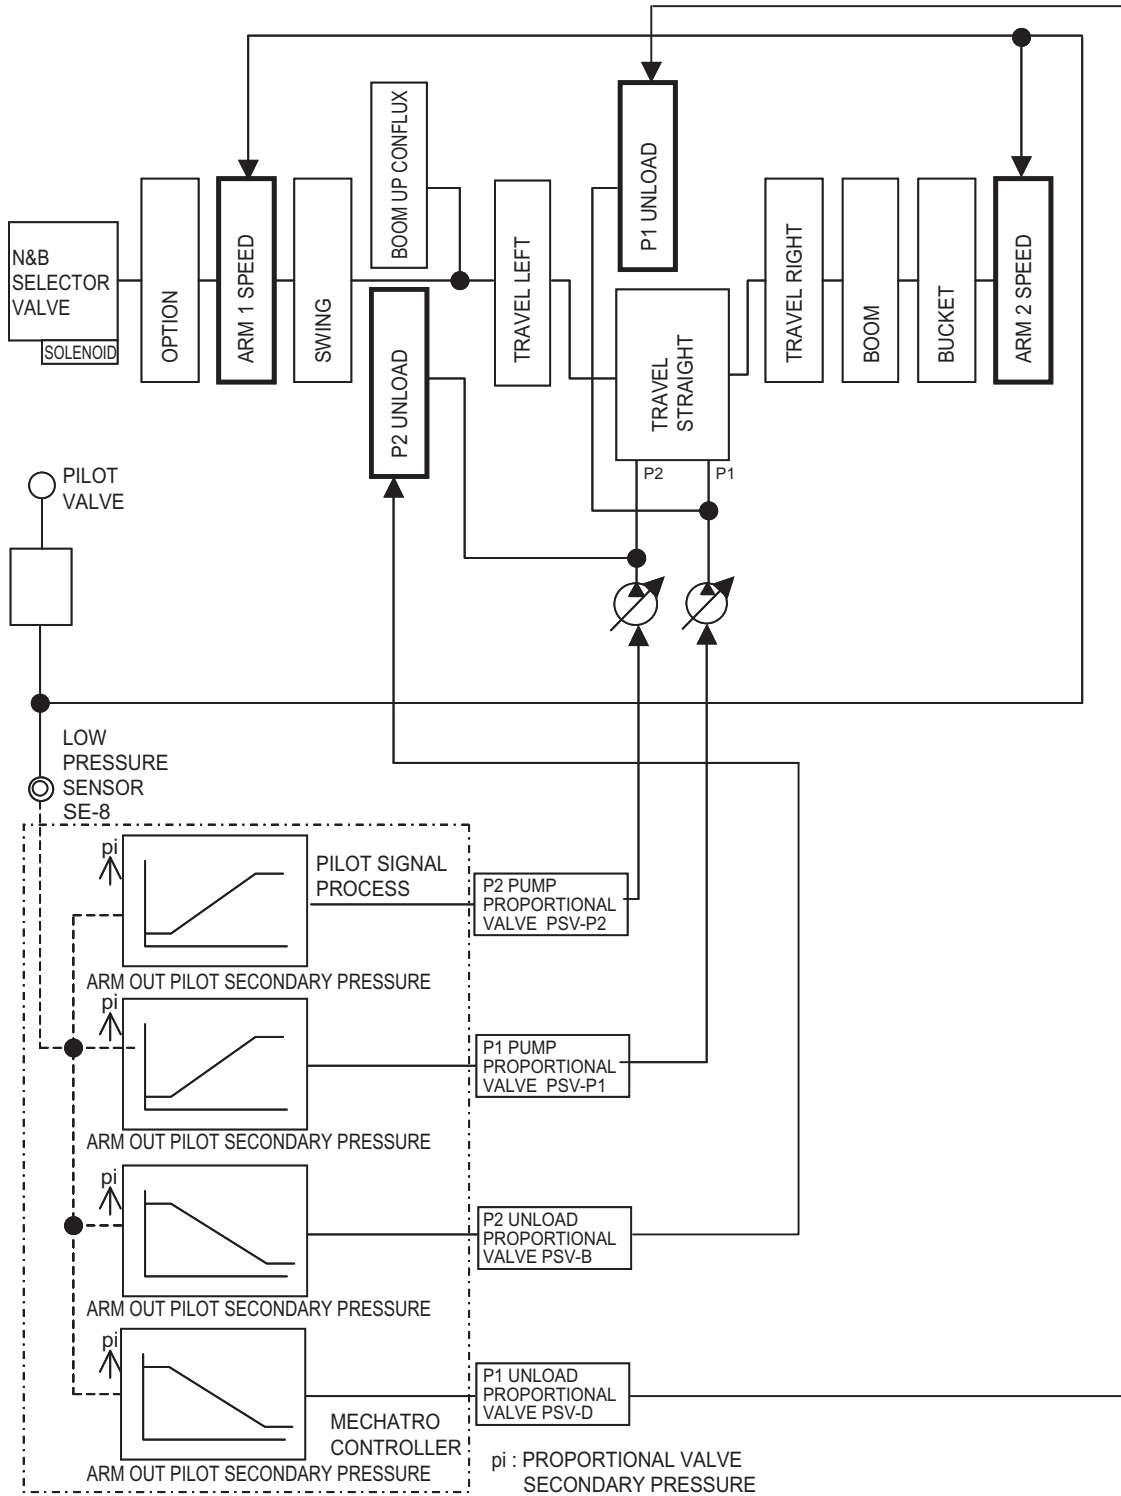 BOOM UP CONFLUX
P1 UNLOAD
N&B
SELECTOR
VALVE
SOLENOID
OPTION
ARM 1 SPEED
SWING
P2 UNLOAD
TRAVEL LEFT
TRAVEL
STRAIGHT
TRAVEL RIGHT
BOOM
BUCKET
ARM 2 SPEED
P2
P1
PILOT
VALVE
LOW
PRESSURE
SENSOR
SE-8
pi
PILOT SIGNAL
PROCESS
P2 PUMP
PROPORTIONAL
VALVE PSV-P2
ARM OUT PILOT SECONDARY PRESSURE
pi
P1 PUMP
PROPORTIONAL
VALVE PSV-P1
ARM OUT PILOT SECONDARY PRESSURE
pi
P2 UNLOAD
PROPORTIONAL
VALVE PSV-B
ARM OUT PILOT SECONDARY PRESSURE
pi
P1 UNLOAD
PROPORTIONAL
VALVE PSV-D
MECHATRO
CONTROLLER
ARM OUT PILOT SECONDARY PRESSURE
pi : PROPORTIONAL VALVE
SECONDARY PRESSURE